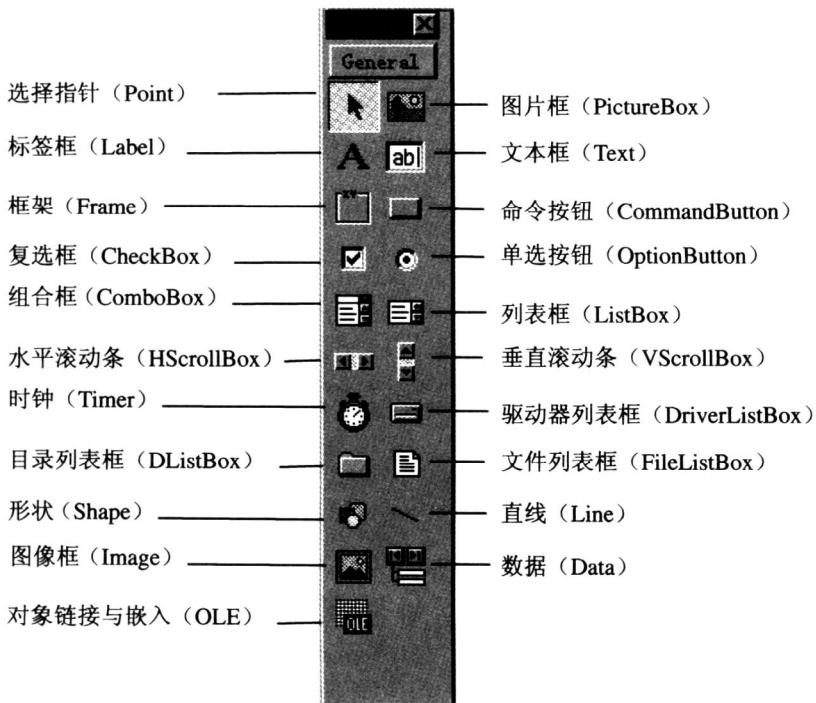 General
选择指针（Point）
图片框（PictureBox）
标签框（Label）
A
ab
文本框（Text）
框架（Frame）
xv
命令按钮（CommandButton）
复选框（CheckBox）
单选按钮（OptionButton）
组合框（ComboBox）
列表框（ListBox）
水平滚动条（HScrollBox）
垂直滚动条（VScrollBox）
时钟（Timer）
驱动器列表框（DriverListBox）
目录列表框（DListBox）
文件列表框（FileListBox）
形状（Shape）
直线（Line）
图像框（Image）
数据（Data）
对象链接与嵌入（OLE）
OLE